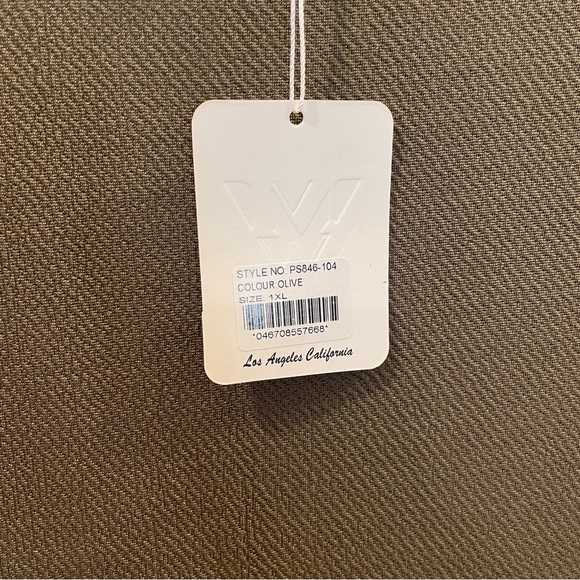 STYLE NO: PS846-104
COLOUR:OLIVE
SIZE: 1XL
*046708557668*
Los Angeles California